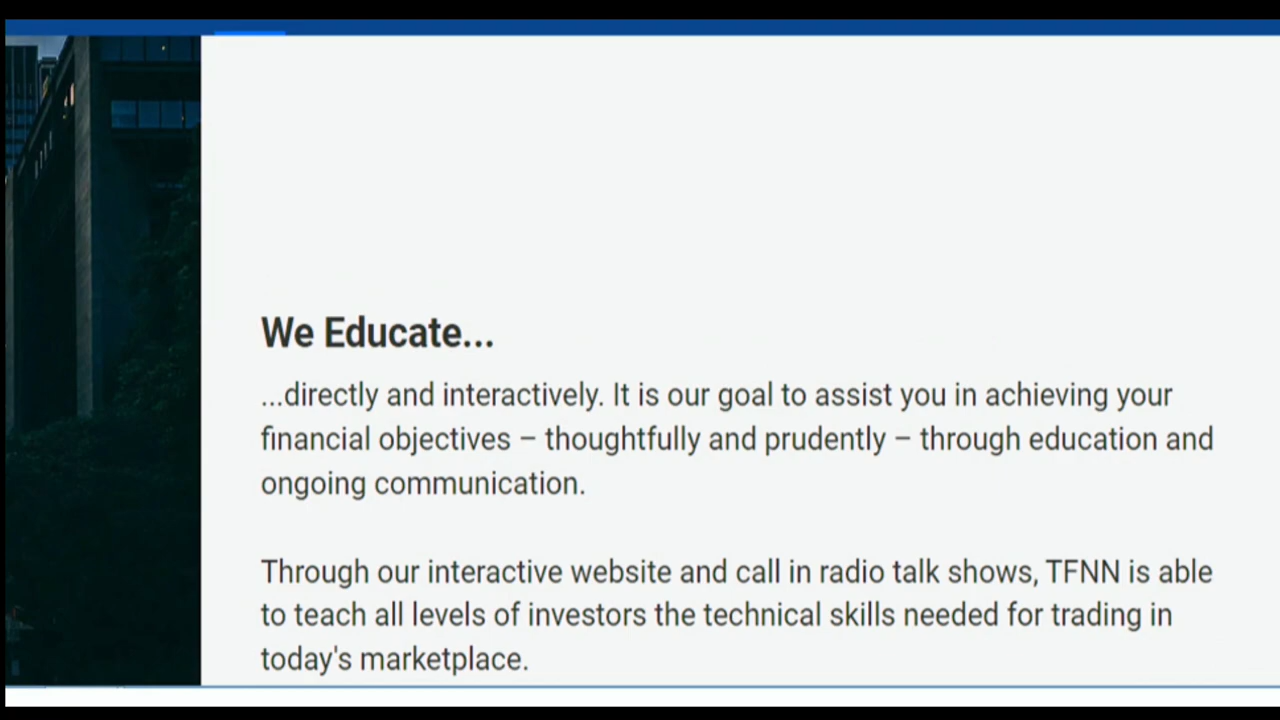 We Educate...
...directly and interactively. It is our goal to assist you in achieving your
financial objectives – thoughtfully and prudently – through education and
ongoing communication.
Through our interactive website and call in radio talk shows, TFNN is able
to teach all levels of investors the technical skills needed for trading in
today's marketplace.